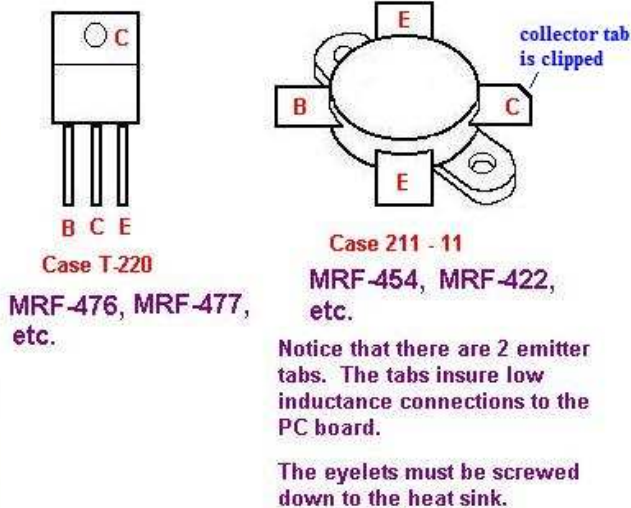 C
B C E
Case T-220
MRF-476, MRF-477,
etc.
E
collector tab
is clipped
B
C
E
Case 211 - 11
MRF-454, MRF-422,
etc.
Notice that there are 2 emitter
tabs. The tabs insure low
inductance connections to the
PC board.
The eyelets must be screwed
down to the heat sink.